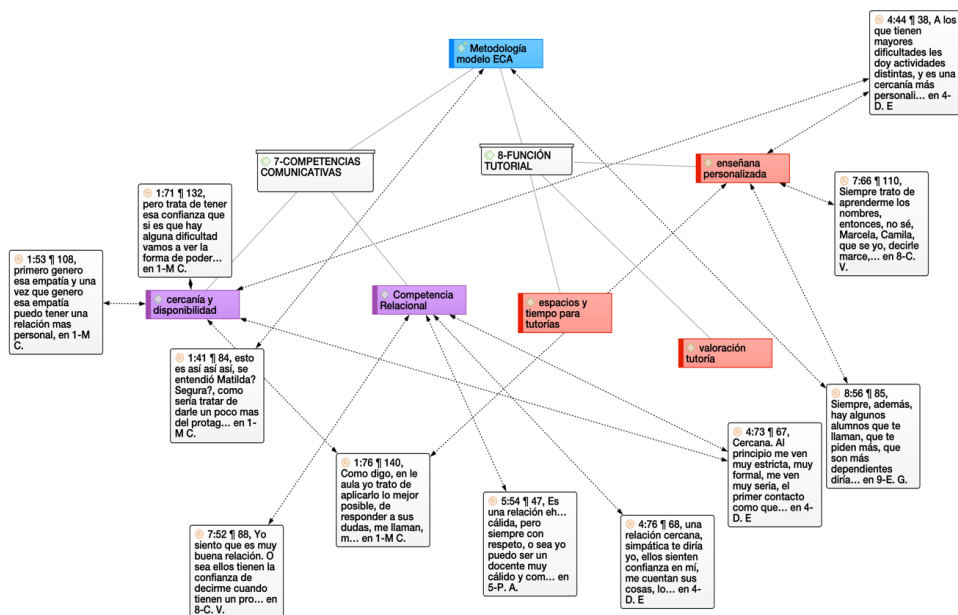 Metodología
modelo ECA
4:44 ¶ 38, A los
que tienen
mayores
dificultades les
doy actividades
distintas, y es una
cercanía más
personali... en 4-
D. E
7-COMPETENCIAS
COMUNICATIVAS
8-FUNCIÓN
TUTORIAL
enseñana
personalizada
1:71 ¶ 132,
pero trata de tener
esa confianza que
si es que hay
alguna dificultad
vamos a ver la
forma de poder...
en 1-M C.
7:66 ¶ 110,
Siempre trato de
aprenderme los
nombres,
entonces, no sé,
Marcela, Camila,
que se yo, decirle
marce,... en 8-C.
V.
1:53 ¶ 108,
primero genero
esa empatía y una
vez que genero
esa empatía
puedo tener una
relación mas
personal, en 1-M
C.
cercanía y
disponibilidad
Competencia
Relacional
espacios y
tiempo para
tutorías
valoración
tutoría
1:41 ¶ 84, esto
es así así así, se
entendió Matilda?
Segura?, como
sería tratar de
darle un poco mas
del protag... en 1-
M C.
8:56 ¶ 85,
Siempre, además,
hay algunos
alumnos que te
llaman, que te
piden más, que
son más
dependientes
diría... en 9-E. G.
4:73 ¶ 67,
Cercana. Al
principio me ven
muy estricta, muy
formal, me ven
muy seria, el
primer contacto
como que... en 4-
D. E
1:76 ¶ 140,
Como digo, en le
aula yo trato de
aplicarlo lo mejor
posible, de
responder a sus
dudas, me llaman,
m... en 1-M C.
5:54 ¶ 47, Es
una relación eh...
cálida, pero
siempre con
respeto, o sea yo
puedo ser un
docente muy
cálido y com... en
5-P. A.
4:76 ¶ 68, una
relación cercana,
simpática te diría
yo, ellos sienten
confianza en mí,
me cuentan sus
cosas, lo... en 4-
D. E
7:52 ¶ 88, Yo
siento que es muy
buena relación. O
sea ellos tienen la
confianza de
decirme cuando
tienen un pro... en
8-C. V.